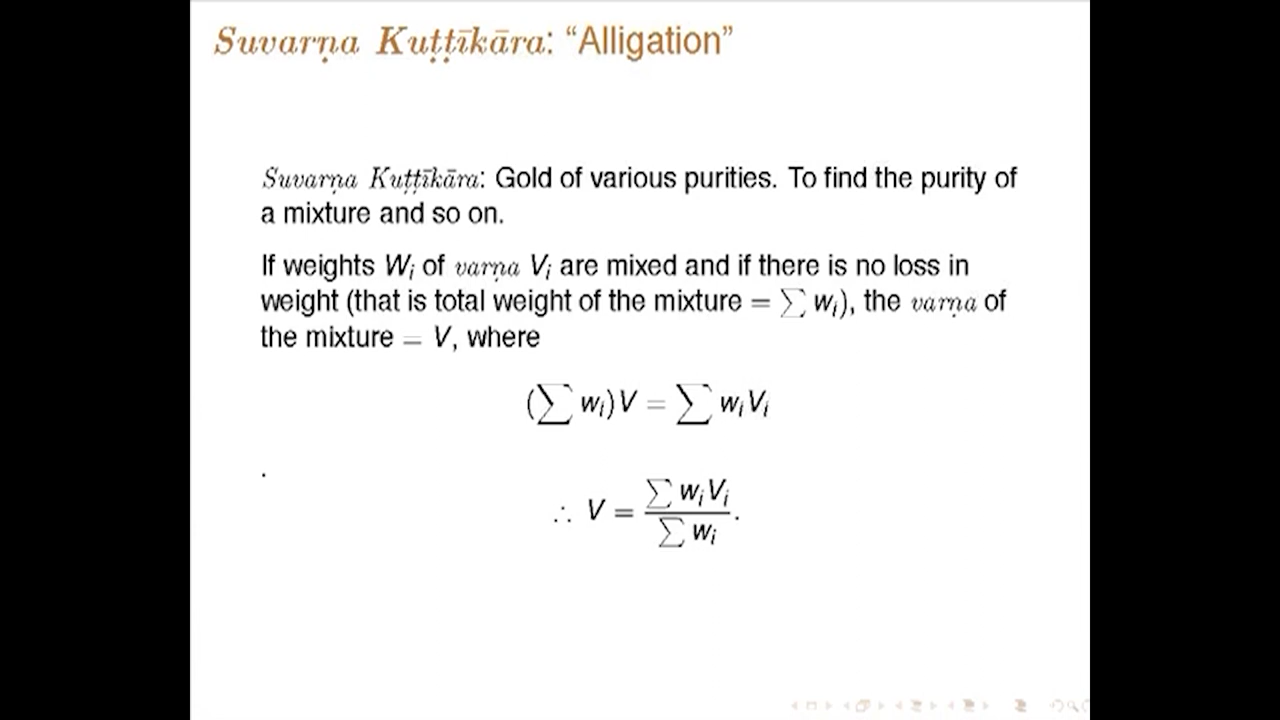 Suvarṇa Kuṭṭīkāra: “Alligation”
Suvarṇa Kuṭṭīkāra: Gold of various purities. To find the purity of
a mixture and so on.
If weights Wᵢ of varṇa Vᵢ are mixed and if there is no loss in
weight (that is total weight of the mixture = ∑ wᵢ), the varṇa of
the mixture = V, where
(∑ wᵢ)V = ∑ wᵢVᵢ
.
∴ V = ∑ wᵢVᵢ / ∑ wᵢ.